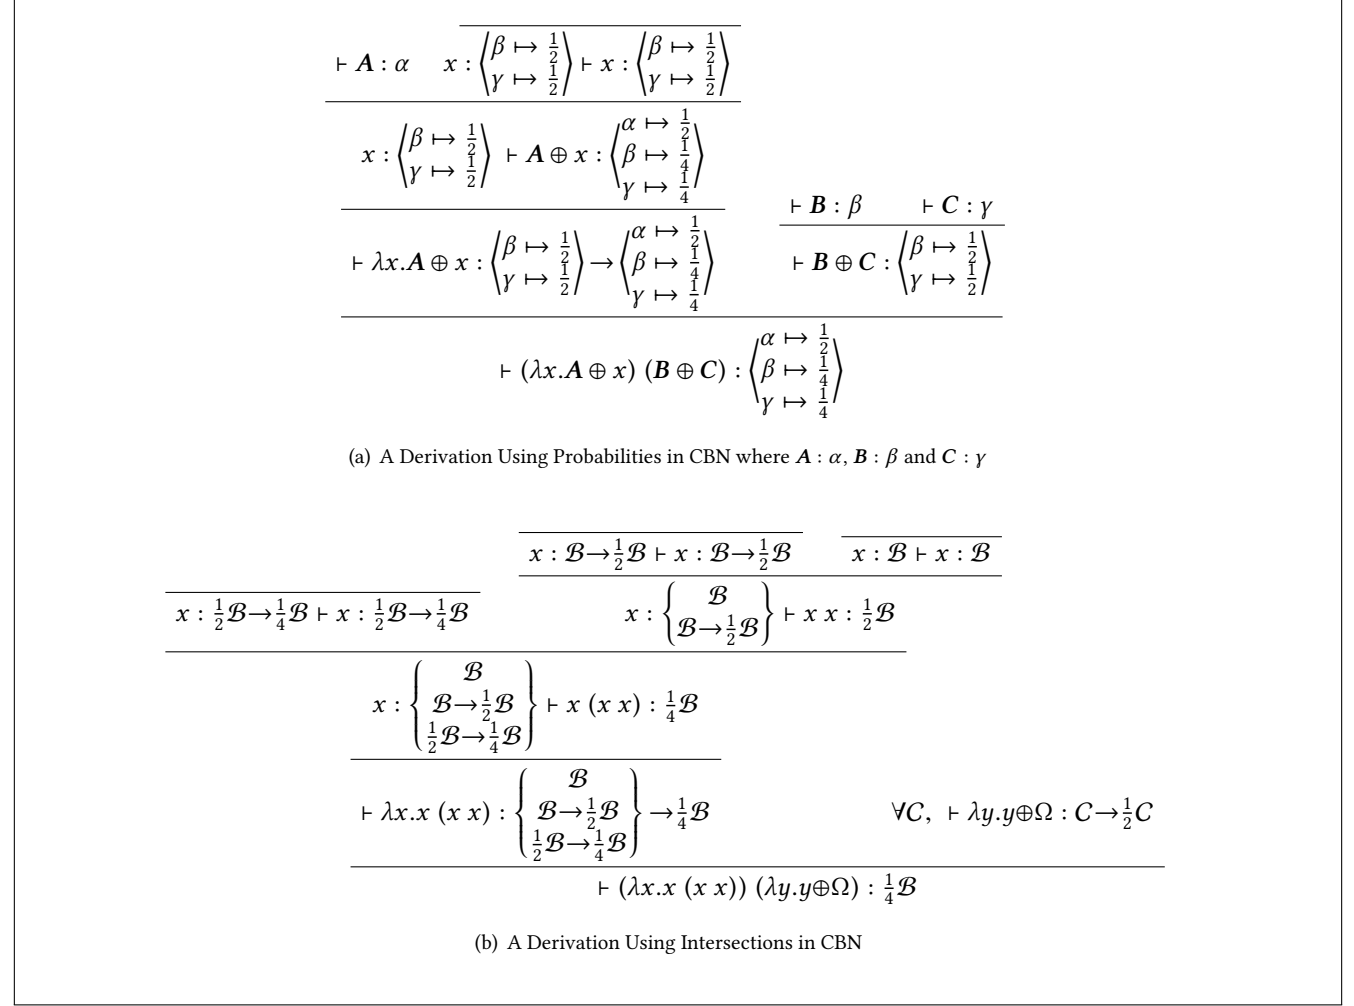 ⊢ A : α    x : ⟨β ↦ 1/2, γ ↦ 1/2⟩ ⊢ x : ⟨β ↦ 1/2, γ ↦ 1/2⟩
x : ⟨β ↦ 1/2, γ ↦ 1/2⟩ ⊢ A ⊕ x : ⟨α ↦ 1/2, β ↦ 1/4, γ ↦ 1/4⟩
⊢ B : β    ⊢ C : γ
⊢ λx.A ⊕ x : ⟨β ↦ 1/2, γ ↦ 1/2⟩ → ⟨α ↦ 1/2, β ↦ 1/4, γ ↦ 1/4⟩    ⊢ B ⊕ C : ⟨β ↦ 1/2, γ ↦ 1/2⟩
⊢ (λx.A ⊕ x) (B ⊕ C) : ⟨α ↦ 1/2, β ↦ 1/4, γ ↦ 1/4⟩
(a) A Derivation Using Probabilities in CBN where A : α, B : β and C : γ
x : ℬ→1/2ℬ ⊢ x : ℬ→1/2ℬ    x : ℬ ⊢ x : ℬ
x : 1/2ℬ→1/4ℬ ⊢ x : 1/2ℬ→1/4ℬ    x : {ℬ, ℬ→1/2ℬ} ⊢ x x : 1/2ℬ
x : {ℬ, ℬ→1/2ℬ, 1/2ℬ→1/4ℬ} ⊢ x (x x) : 1/4ℬ
⊢ λx.x (x x) : {ℬ, ℬ→1/2ℬ, 1/2ℬ→1/4ℬ} →1/4ℬ    ∀C, ⊢ λy.y⊕Ω : C→1/2C
⊢ (λx.x (x x)) (λy.y⊕Ω) : 1/4ℬ
(b) A Derivation Using Intersections in CBN